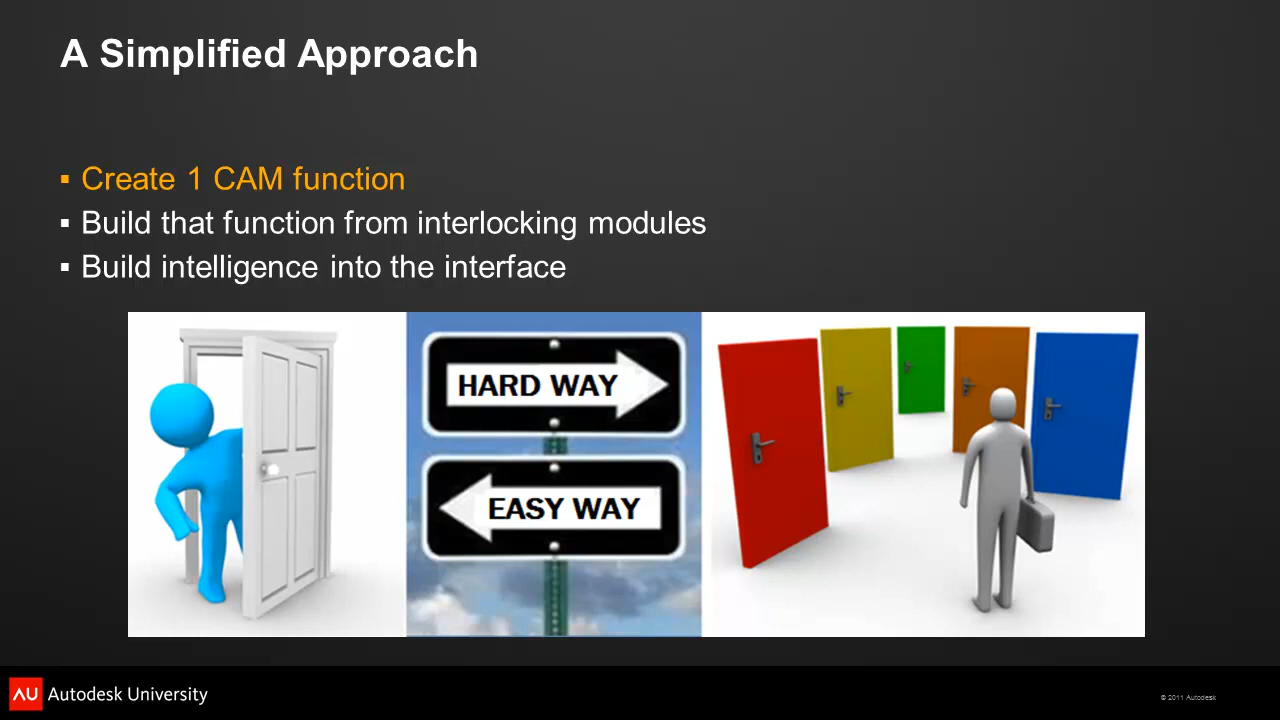 A Simplified Approach
▪ Create 1 CAM function
▪ Build that function from interlocking modules
▪ Build intelligence into the interface
HARD WAY
EASY WAY
AU Autodesk University
© 2011 Autodesk